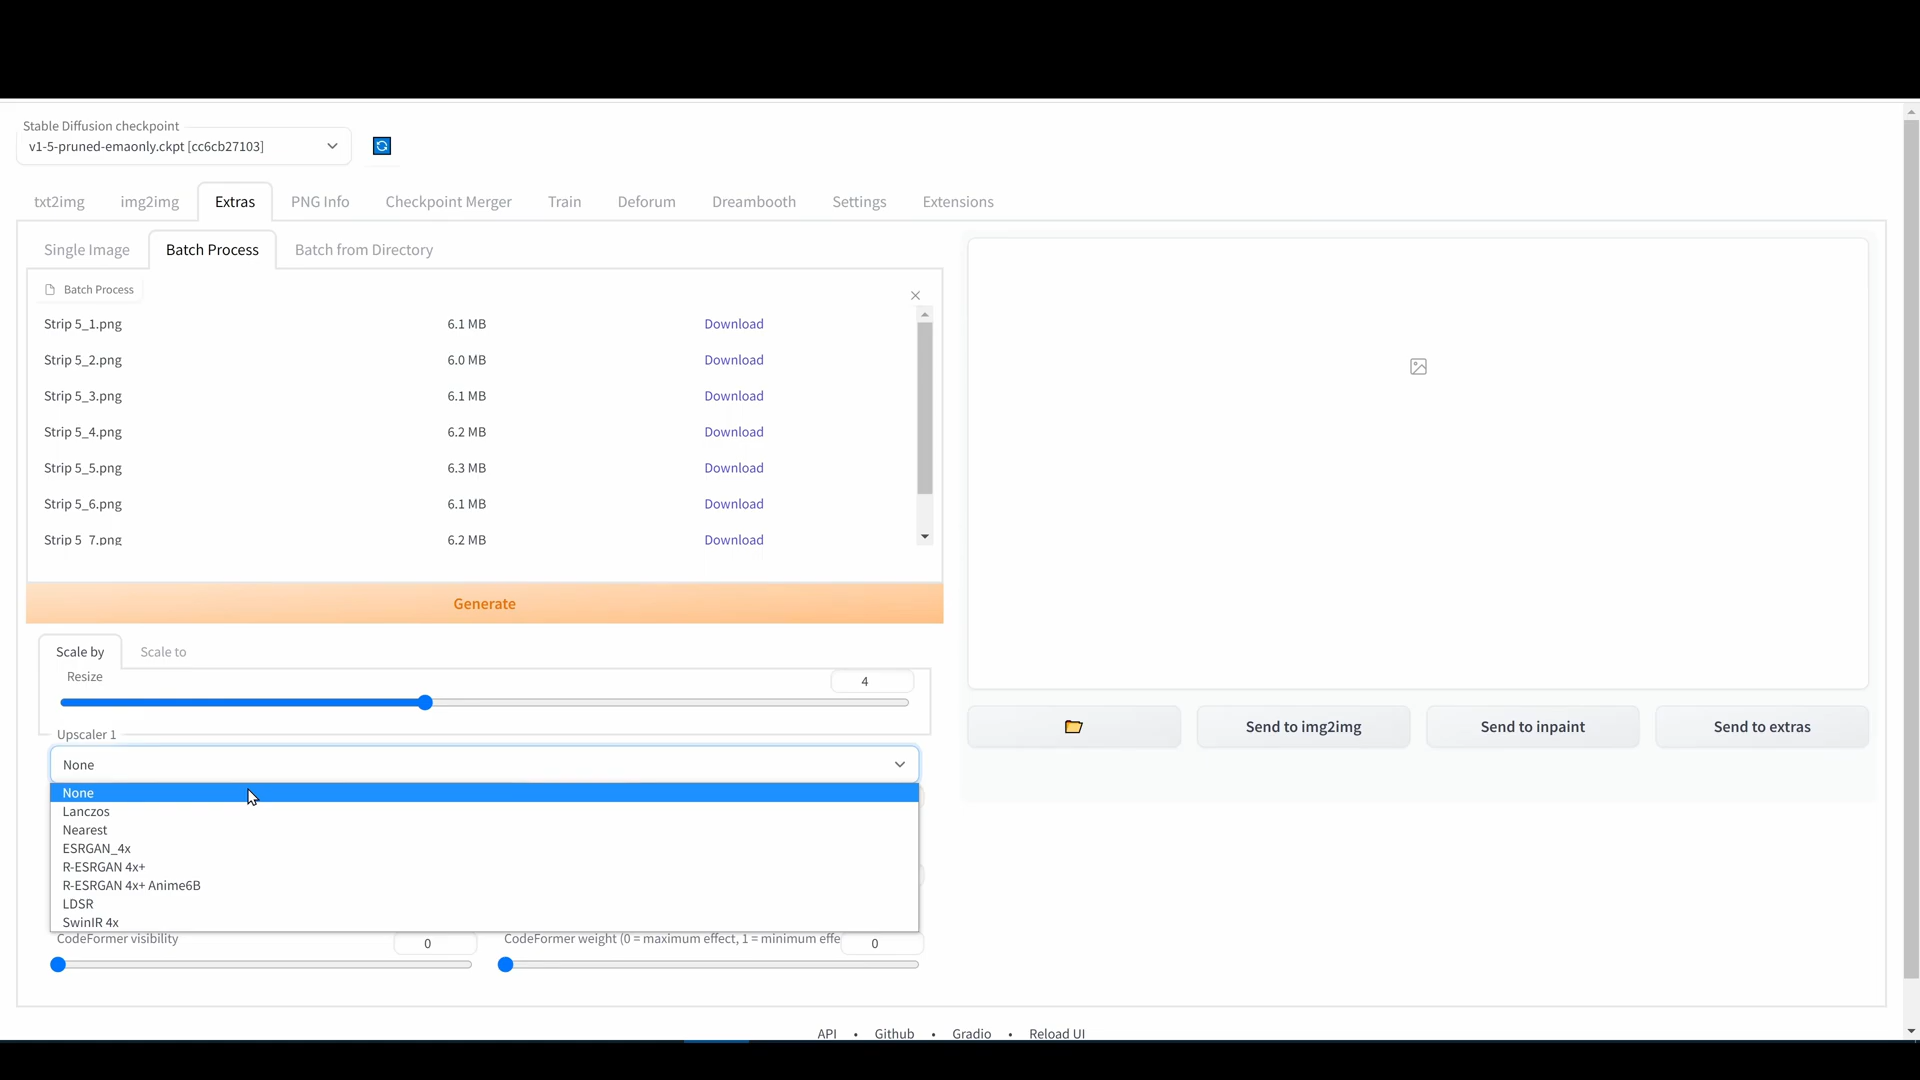 Stable Diffusion checkpoint
v1-5-pruned-emaonly.ckpt [cc6cb27103]
txt2img img2img Extras PNG Info Checkpoint Merger Train Deforum Dreambooth Settings Extensions
Single Image Batch Process Batch from Directory
Batch Process
Strip 5_1.png 6.1 MB Download
Strip 5_2.png 6.0 MB Download
Strip 5_3.png 6.1 MB Download
Strip 5_4.png 6.2 MB Download
Strip 5_5.png 6.3 MB Download
Strip 5_6.png 6.1 MB Download
Strip 5_7.png 6.2 MB Download
Generate
Scale by Scale to
Resize 4
Upscaler 1
None
None
Lanczos
Nearest
ESRGAN_4x
R-ESRGAN 4x+
R-ESRGAN 4x+ Anime6B
LDSR
SwinIR 4x
CodeFormer visibility 0 CodeFormer weight (0 = maximum effect, 1 = minimum effe 0
Send to img2img Send to inpaint Send to extras
API • Github • Gradio • Reload UI